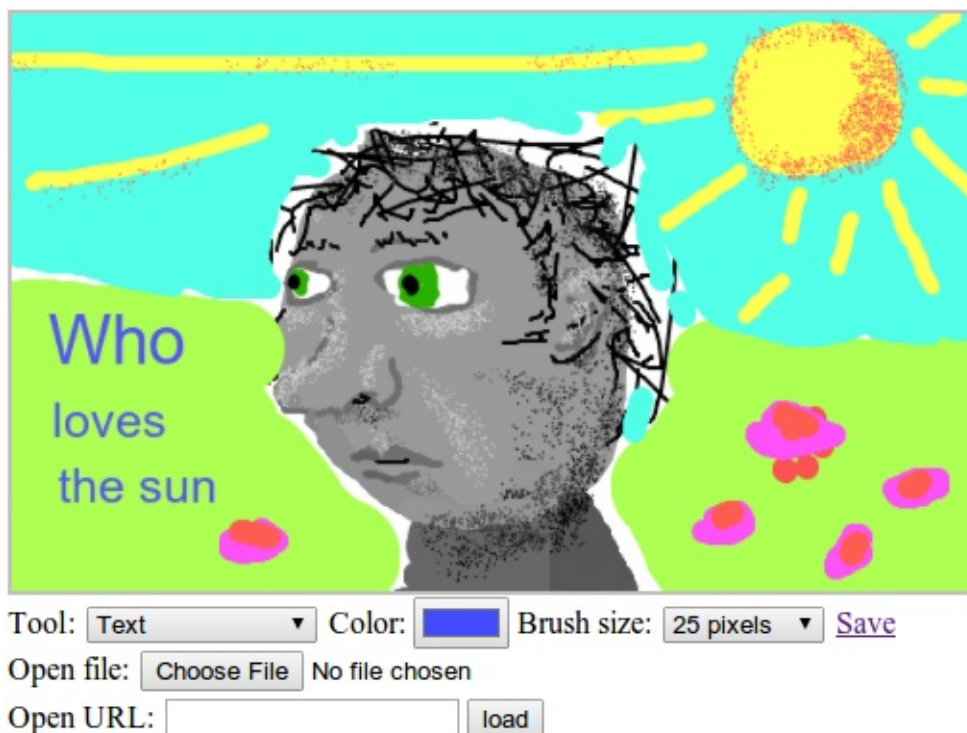 Who
loves
the sun
Tool: Text Color: Brush size: 25 pixels Save
Open file: Choose File No file chosen
Open URL: load